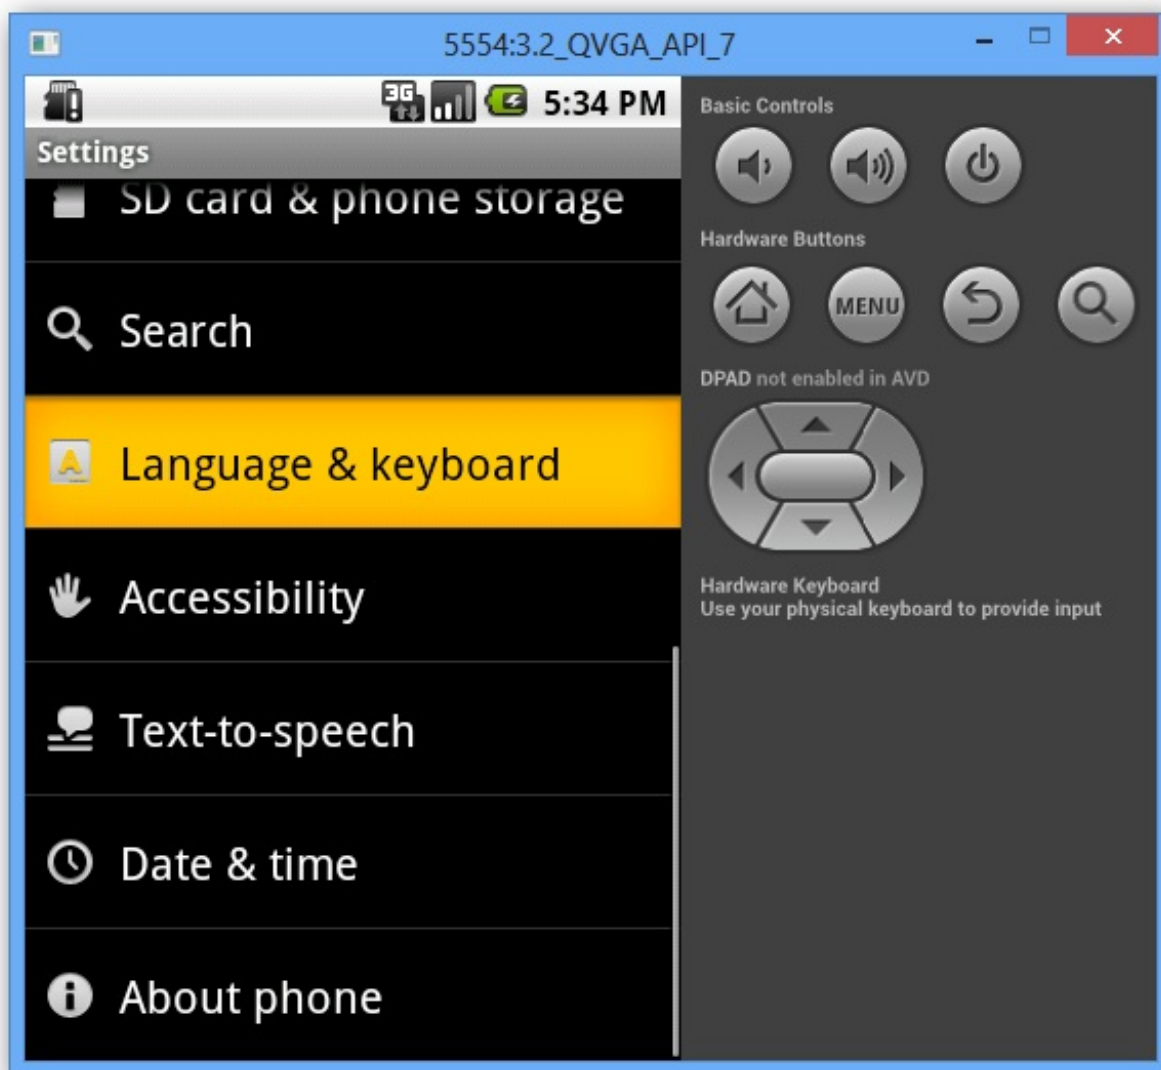 5554:3.2_QVGA_API_7
3G 5:34 PM
Settings
SD card & phone storage
Search
Language & keyboard
Accessibility
Text-to-speech
Date & time
About phone
Basic Controls
Hardware Buttons
MENU
DPAD not enabled in AVD
Hardware Keyboard
Use your physical keyboard to provide input